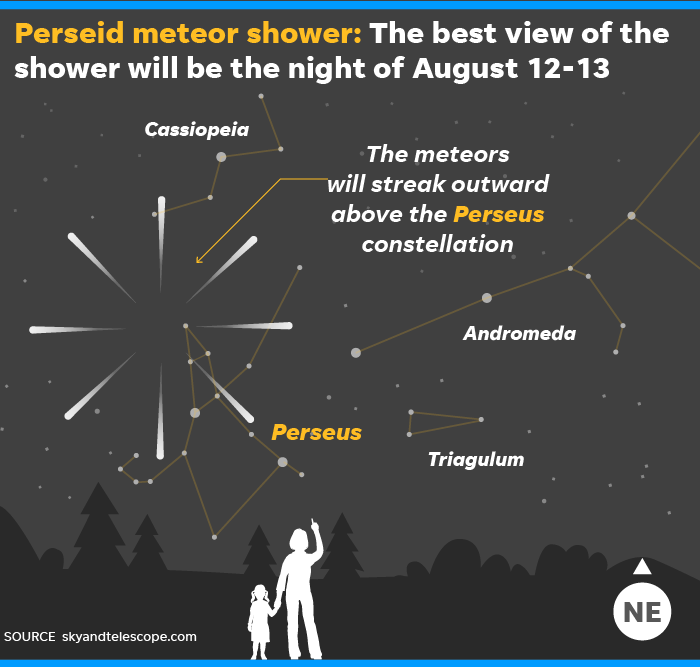 Perseid meteor shower: The best view of the
shower will be the night of August 12-13
Cassiopeia
The meteors
will streak outward
above the Perseus
constellation
Andromeda
Perseus
Triagulum
NE
SOURCE skyandtelescope.com